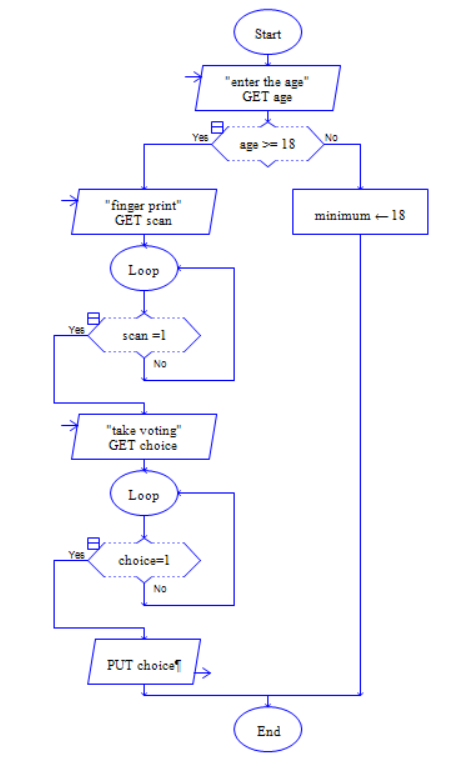 Start
"enter the age"
GET age
Yes
age >= 18
No
"finger print"
GET scan
minimum ← 18
Loop
Yes
scan =1
No
"take voting"
GET choice
Loop
Yes
choice=1
No
PUT choice¶
End